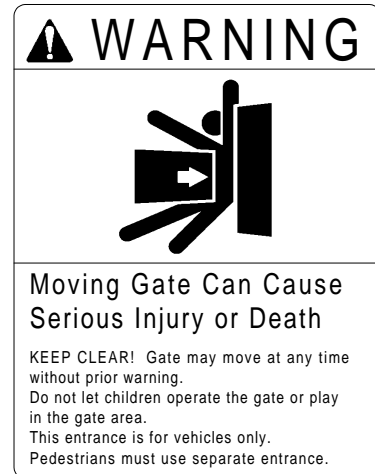 WARNING
Moving Gate Can Cause
Serious Injury or Death
KEEP CLEAR!  Gate may move at any time
without prior warning.
Do not let children operate the gate or play
in the gate area.
This entrance is for vehicles only.
Pedestrians must use separate entrance.